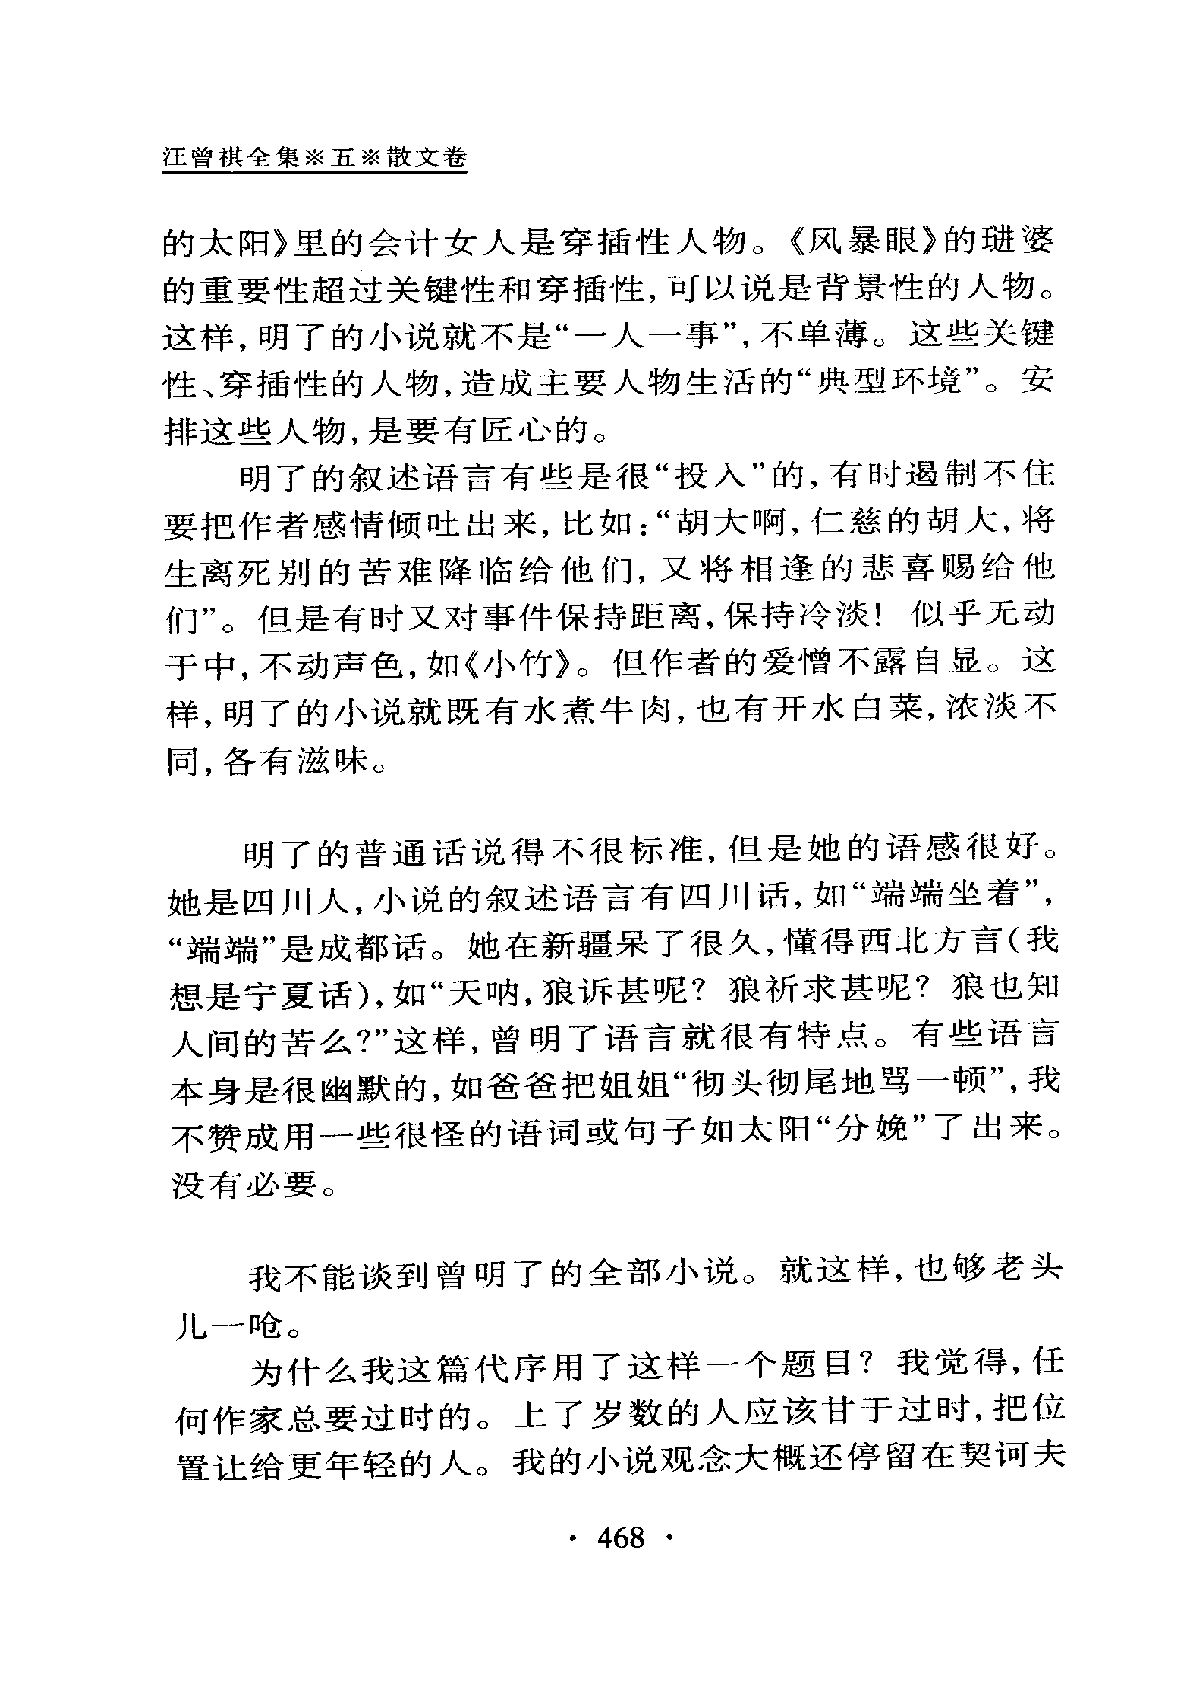 汪曾祺全集※五※散文卷
的太阳》里的会计女人是穿插性人物。《风暴眼》的琎婆
的重要性超过关键性和穿插性,可以说是背景性的人物。
这样,明了的小说就不是“一人一事”,不单薄。这些关键
性、穿插性的人物,造成主要人物生活的“典型环境”。安
排这些人物,是要有匠心的。
明了的叙述语言有些是很“投入”的,有时遏制不住
要把作者感情倾吐出来,比如:“胡大啊,仁慈的胡大,将
生离死别的苦难降临给他们,又将相逢的悲喜赐给他
们”。但是有时又对事件保持距离,保持冷淡!似乎无动
于中,不动声色,如《小竹》。但作者的爱憎不露自显。这
样,明了的小说就既有水煮牛肉,也有开水白菜,浓淡不
同,各有滋味。
明了的普通话说得不很标准,但是她的语感很好。
她是四川人,小说的叙述语言有四川话,如“端端坐着”,
“端端”是成都话。她在新疆呆了很久,懂得西北方言(我
想是宁夏话),如“天呐,狼诉甚呢?狼祈求甚呢?狼也知
人间的苦么?”这样,曾明了语言就很有特点。有些语言
本身是很幽默的,如爸爸把姐姐“彻头彻尾地骂一顿”,我
不赞成用一些很怪的语词或句子如太阳“分娩”了出来。
没有必要。
我不能谈到曾明了的全部小说。就这样,也够老头
儿一呛。
为什么我这篇代序用了这样一个题目?我觉得,任
何作家总要过时的。上了岁数的人应该甘于过时,把位
置让给更年轻的人。我的小说观念大概还停留在契诃夫
· 468 ·